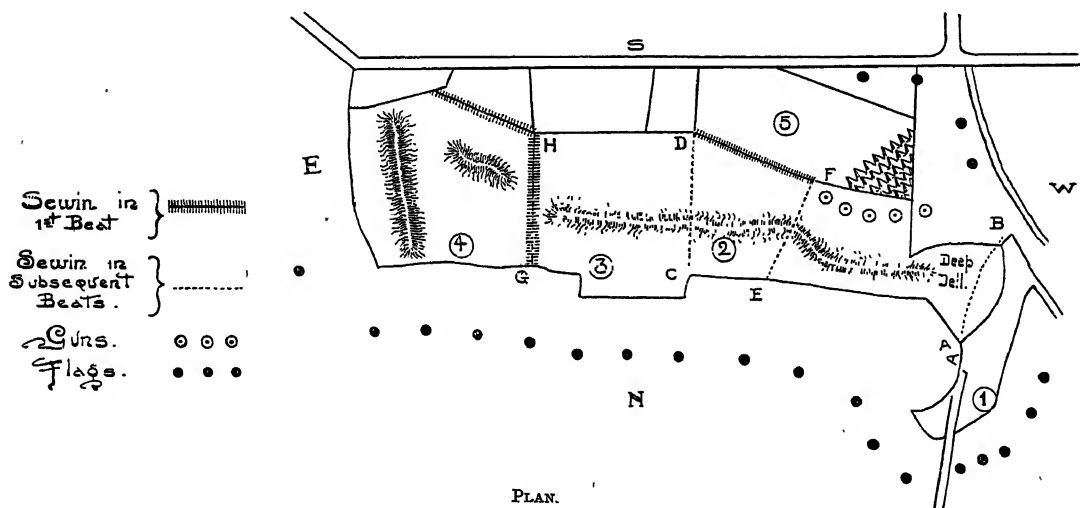 S
E
W
Sewin in
1st Beat
Sewin in
Subsequent
Beats.
Guns.
Flags.
H
D
F
B
G
C
E
A
A
Deep
Dell.
1
2
3
4
5
N
PLAN.